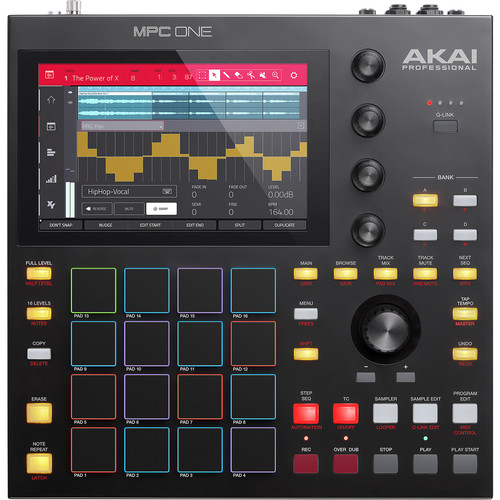 MPC ONE
AKAI
PROFESSIONAL
1 The Power of X 8 1: 3: 87
G-LINK
BANK
A B
C D
HipHop-Vocal
FADE IN FADE OUT LEVEL
0 0 0.00dB
SEMI FINE BPM
0 0 164.00
REVERSE MUTE WARP
DON'T SNAP NUDGE EDIT START EDIT END SPLIT DUPLICATE
FULL LEVEL
HALF LEVEL
16 LEVELS
NOTES
COPY
DELETE
ERASE
NOTE
REPEAT
LATCH
PAD 13 PAD 14 PAD 15 PAD 16
PAD 9 PAD 10 PAD 11 PAD 12
PAD 5 PAD 6 PAD 7 PAD 8
PAD 1 PAD 2 PAD 3 PAD 4
MAIN BROWSE TRACK
MIX TRACK
MUTE NEXT
SEQ
GRID SAVE PAD MIX PAD MUTE
MENU
PREFS
TAP
TEMPO
MASTER
SHIFT
UNDO
REDO
- +
STEP
SEQ TC SAMPLER SAMPLE EDIT PROGRAM
EDIT
AUTOMATION ON/OFF LOOPER Q-LINK EDIT MIDI
CONTROL
REC OVER DUB STOP PLAY PLAY START